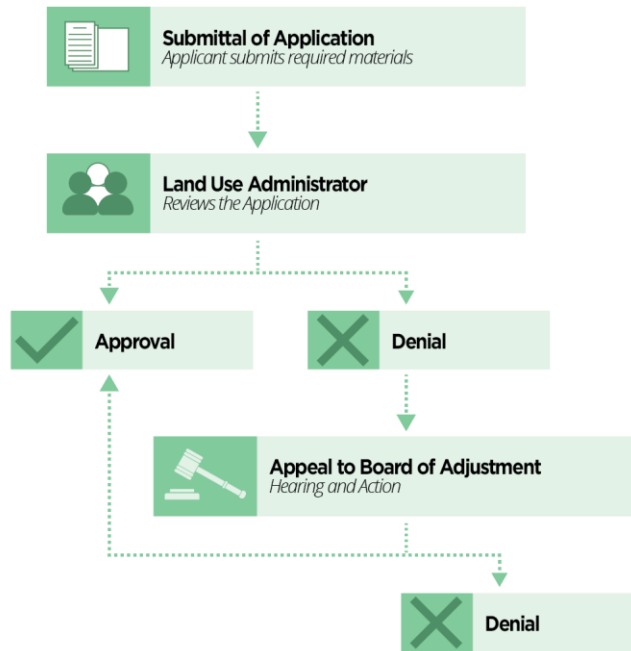 Submittal of Application
Applicant submits required materials
Land Use Administrator
Reviews the Application
Approval
Denial
Appeal to Board of Adjustment
Hearing and Action
Denial